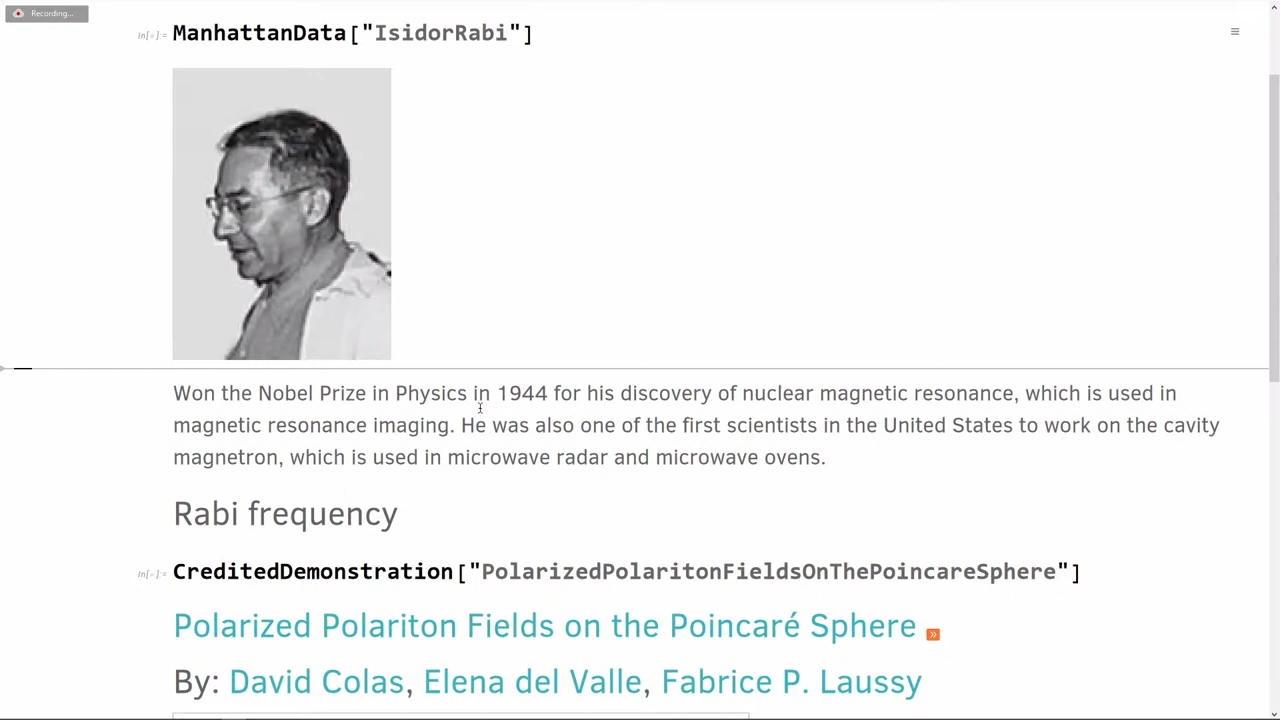 Recording...
In[∘]:= ManhattanData["IsidorRabi"]
Won the Nobel Prize in Physics in 1944 for his discovery of nuclear magnetic resonance, which is used in
magnetic resonance imaging. He was also one of the first scientists in the United States to work on the cavity
magnetron, which is used in microwave radar and microwave ovens.
Rabi frequency
In[∘]:= CreditedDemonstration["PolarizedPolaritonFieldsOnThePoincareSphere"]
Polarized Polariton Fields on the Poincaré Sphere »
By: David Colas, Elena del Valle, Fabrice P. Laussy